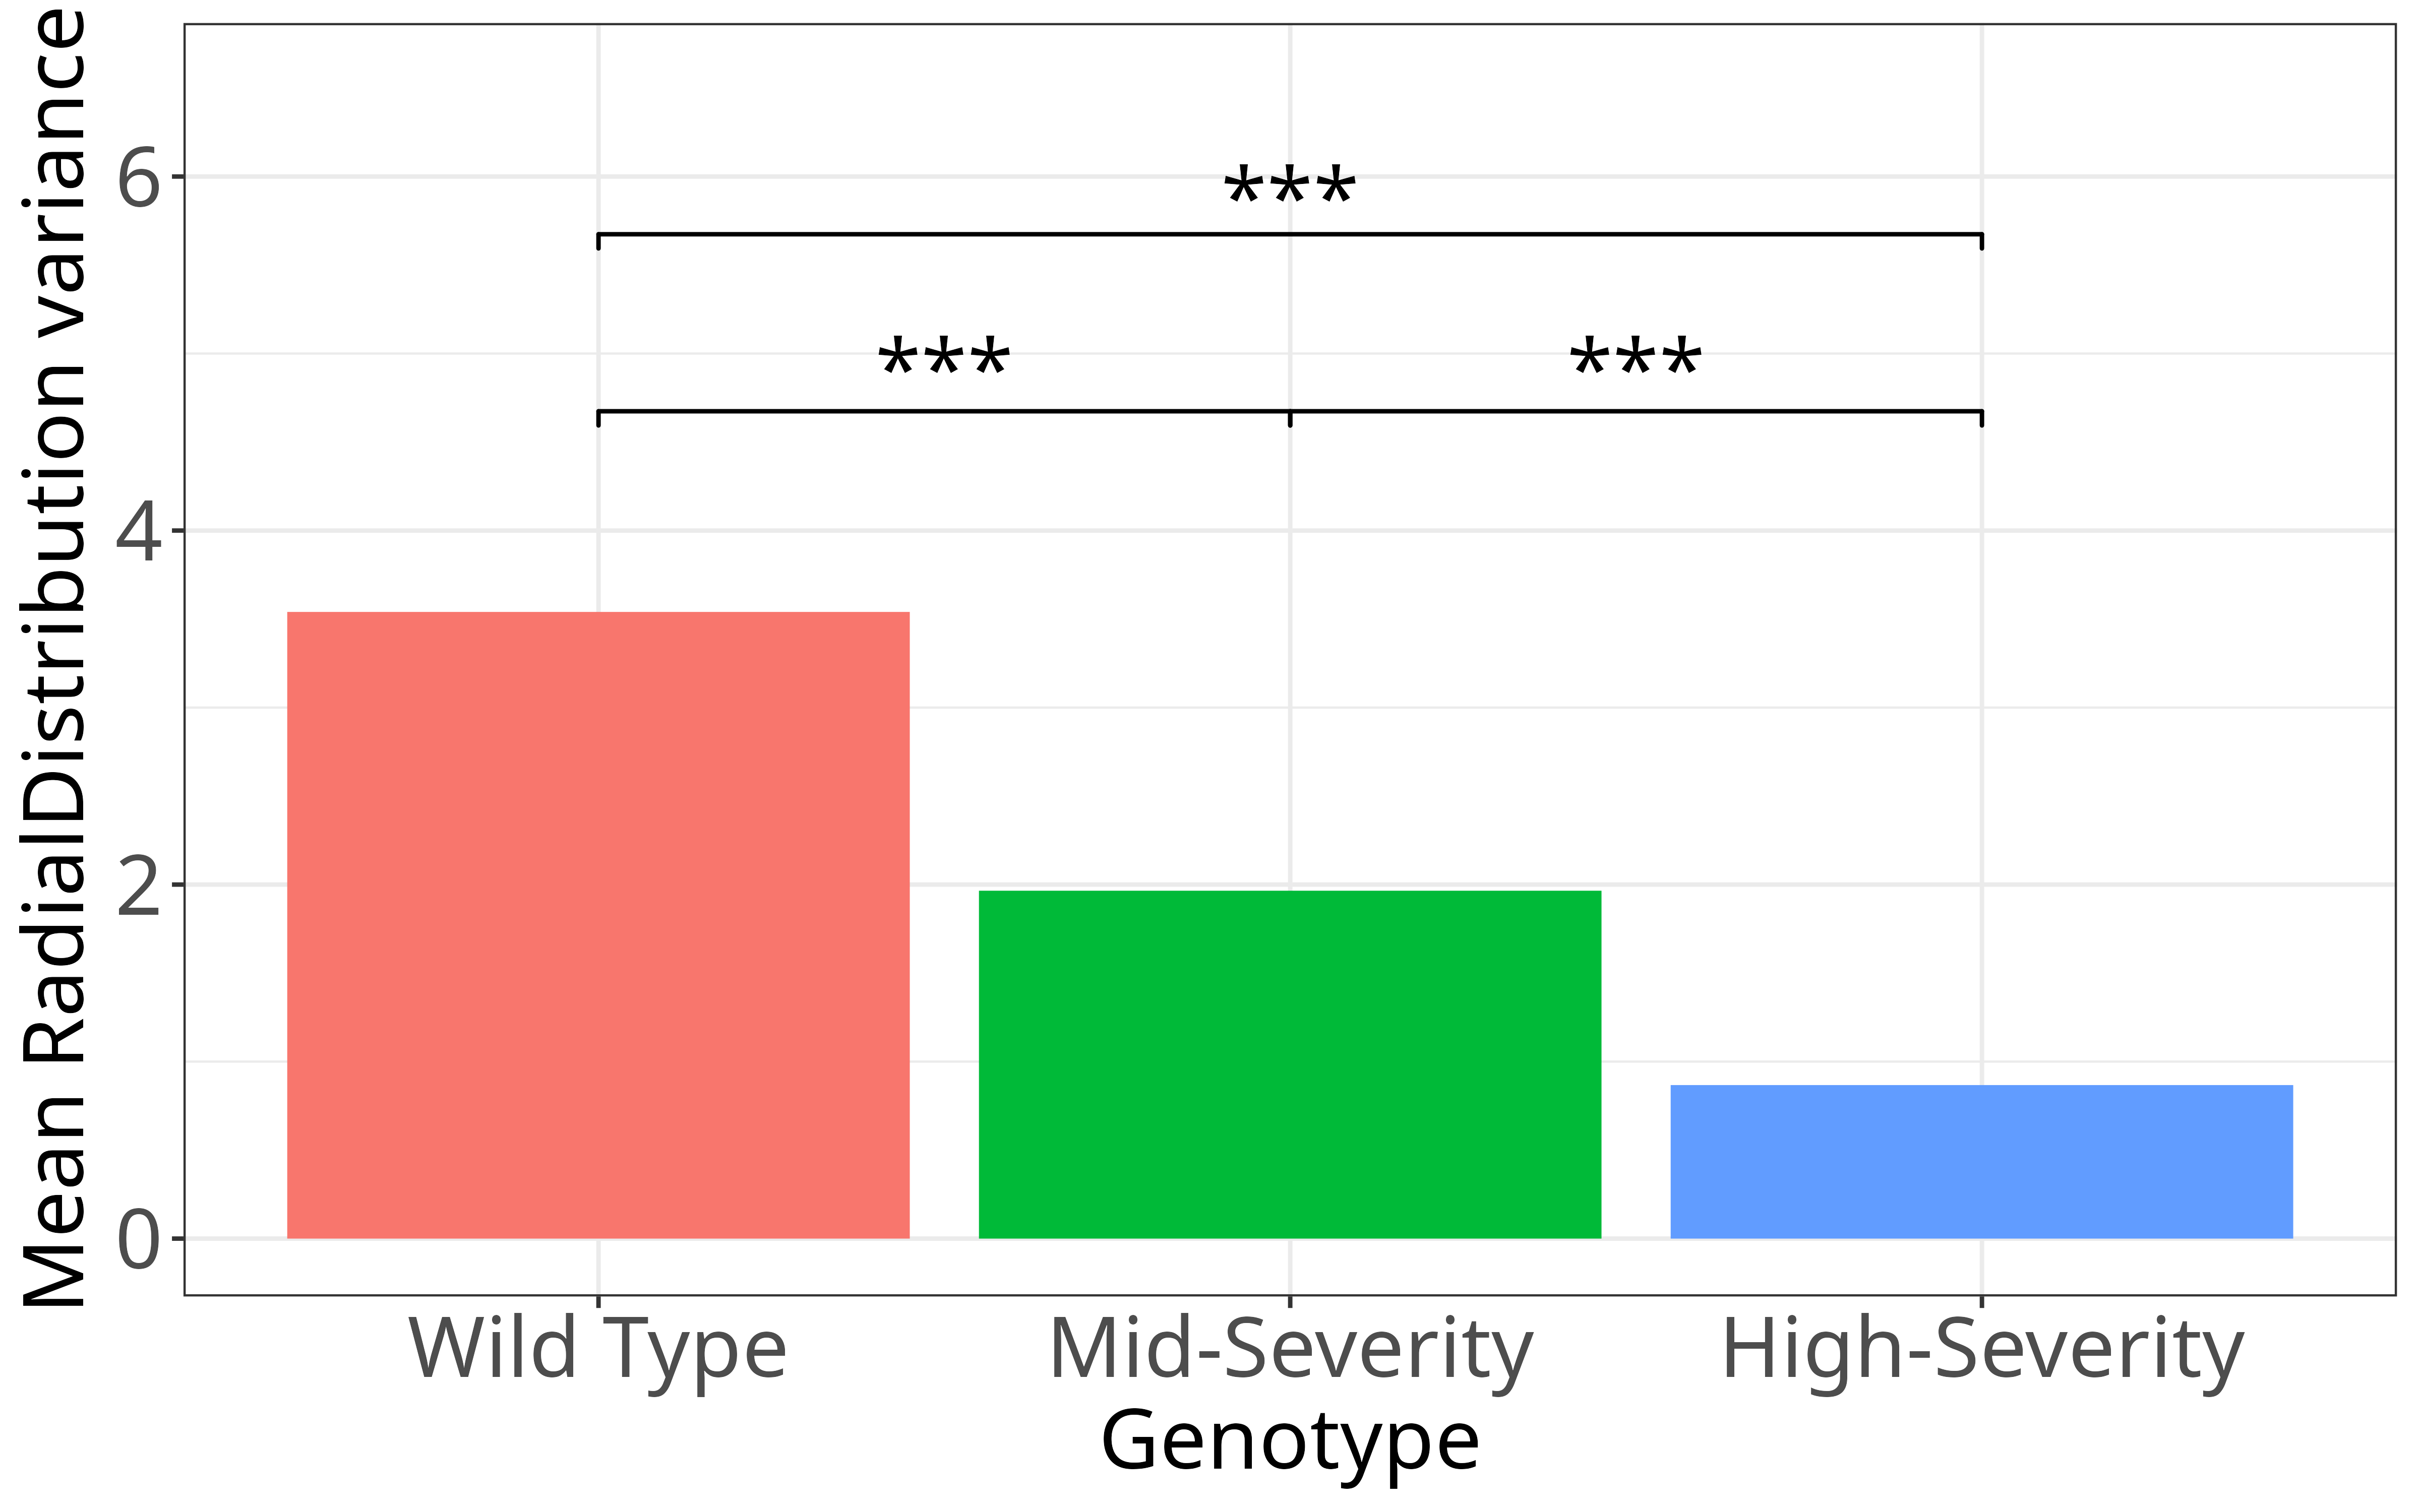 Mean RadialDistribution variance
6
4
2
0
***
***
***
Wild Type
Mid-Severity
High-Severity
Genotype